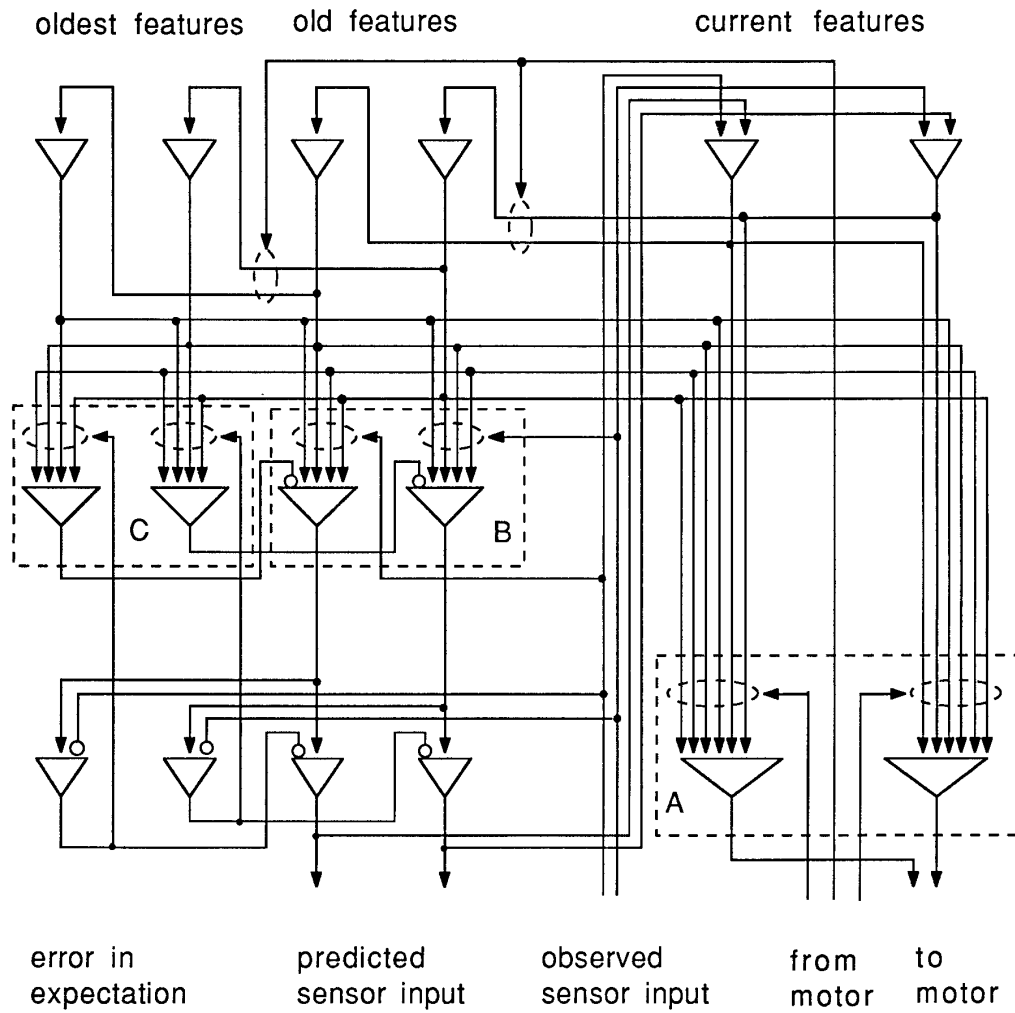 oldest features
old features
current features
C
B
A
error in
expectation
predicted
sensor input
observed
sensor input
from
motor
to
motor